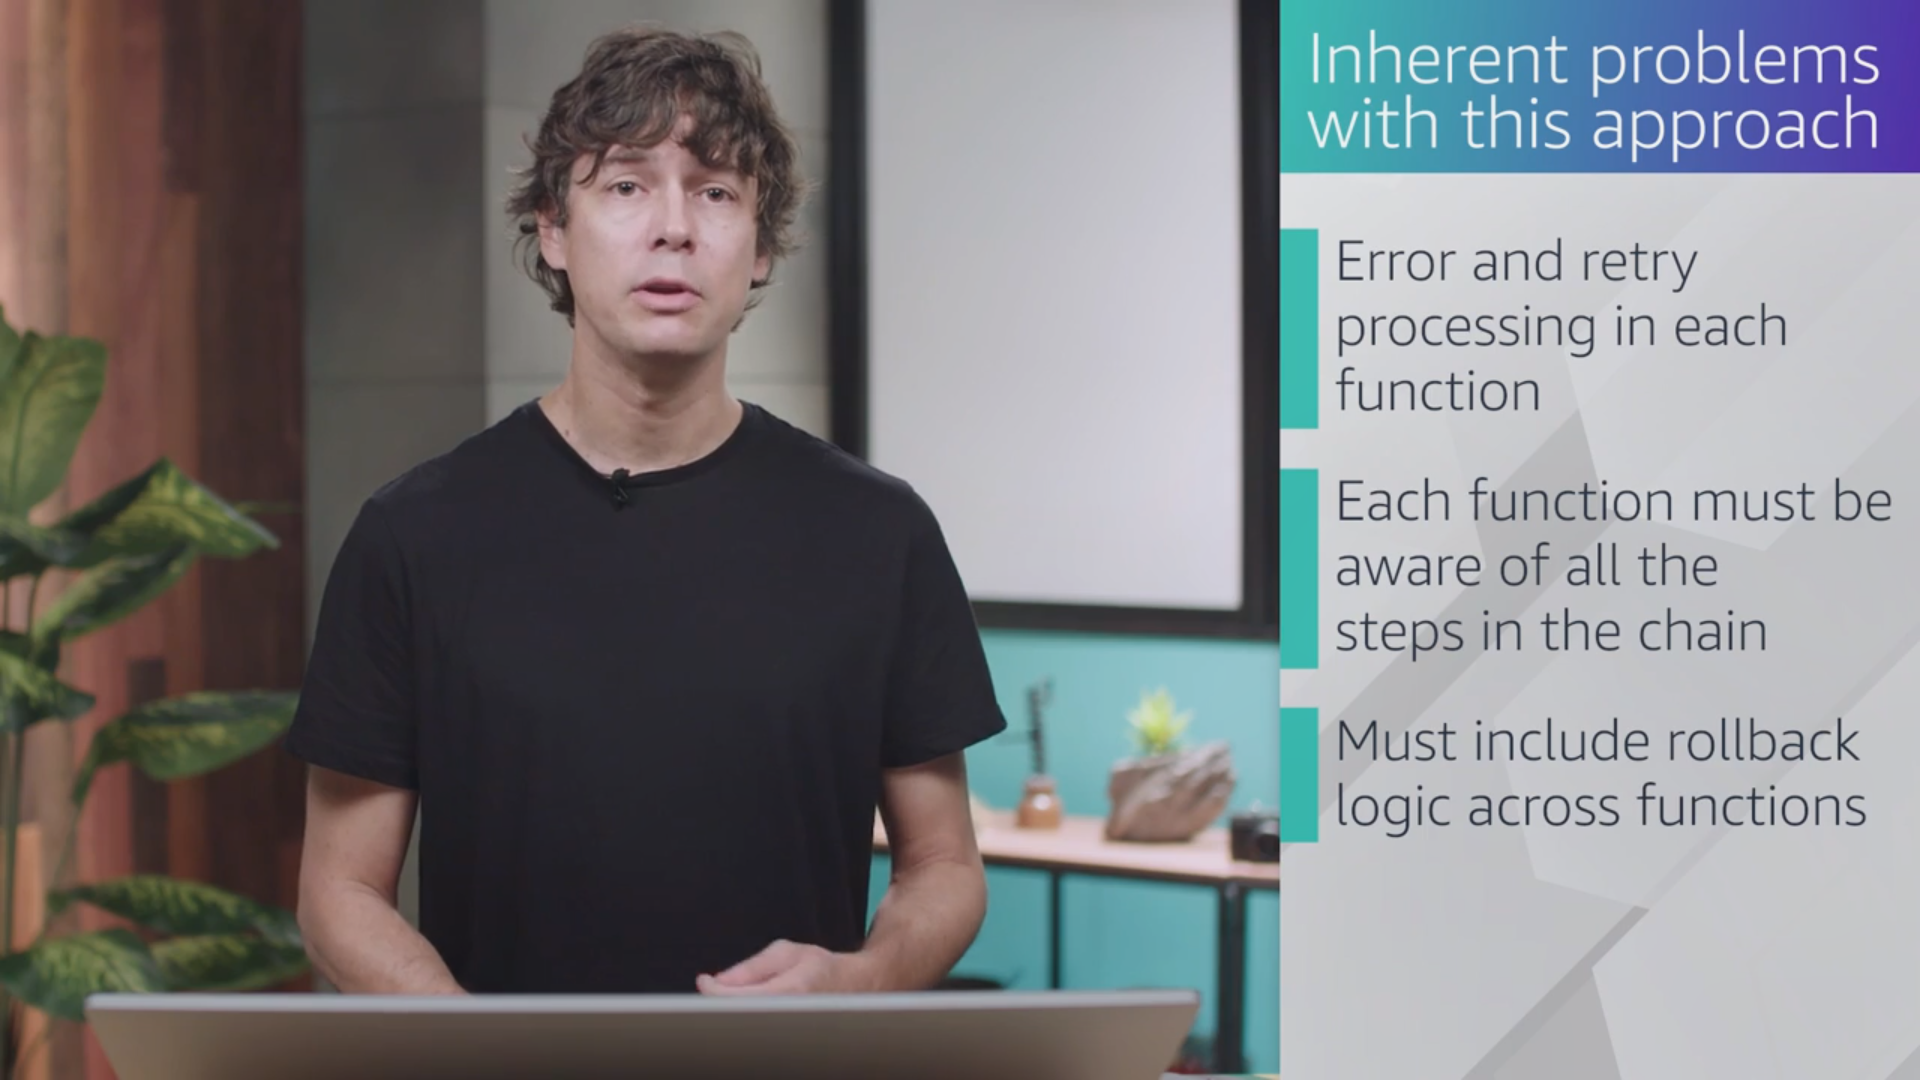 Inherent problems
with this approach
Error and retry
processing in each
function
Each function must be
aware of all the
steps in the chain
Must include rollback
logic across functions